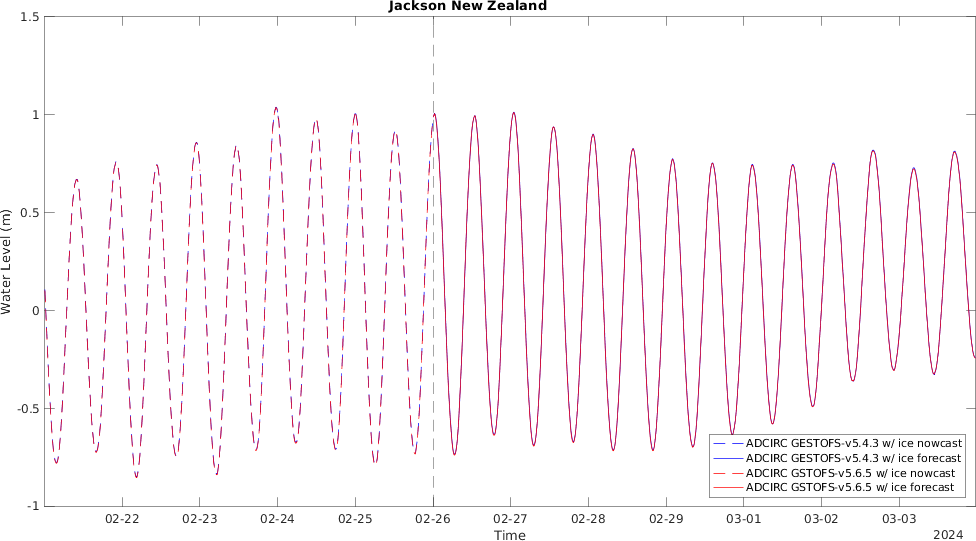 Jackson New Zealand
1.5
1
0.5
0
-0.5
-1
Water Level (m)
ADCIRC GESTOFS-v5.4.3 w/ ice nowcast
ADCIRC GESTOFS-v5.4.3 w/ ice forecast
ADCIRC GSTOFS-v5.6.5 w/ ice nowcast
ADCIRC GSTOFS-v5.6.5 w/ ice forecast
02-22 02-23 02-24 02-25 02-26 02-27 02-28 02-29 03-01 03-02 03-03
Time
2024